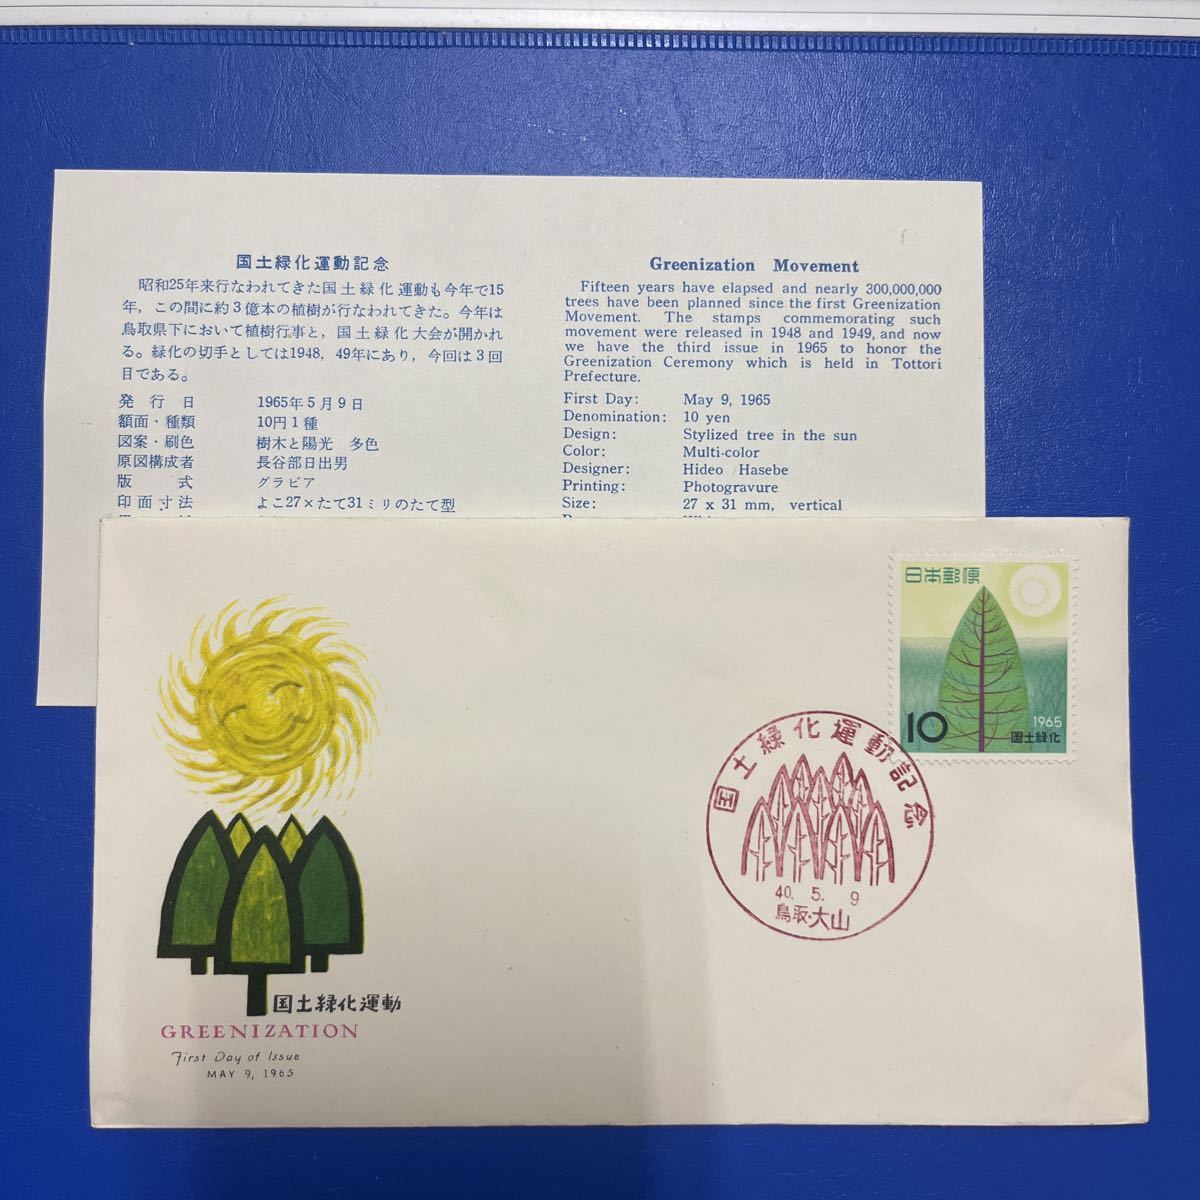 国土緑化運動記念
昭和25年来行なわれてきた国土緑化運動も今年で15
年，この間に約3億本の植樹が行なわれてきた。今年は
鳥取県下において植樹行事と，国土緑化大会が開かれ
る。緑化の切手としては1948，49年にあり，今回は3回
目である。
発行日 1965年5月9日
額面・種類 10円1種
図案・刷色 樹木と陽光 多色
原図構成者 長谷部日出男
版式 グラビア
印面寸法 よこ27×たて31ミリのたて型
Greenization Movement
Fifteen years have elapsed and nearly 300,000,000
trees have been planned since the first Greenization
Movement. The stamps commemorating such
movement were released in 1948 and 1949, and now
we have the third issue in 1965 to honor the
Greenization Ceremony which is held in Tottori
Prefecture.
First Day: May 9, 1965
Denomination: 10 yen
Design: Stylized tree in the sun
Color: Multi-color
Designer: Hideo Hasebe
Printing: Photogravure
Size: 27 x 31 mm, vertical
日本郵便
10
1965
国土緑化
国土緑化運動記念
40. 5. 9
鳥取・大山
国土緑化運動
GREENIZATION
First Day of Issue
MAY 9, 1965